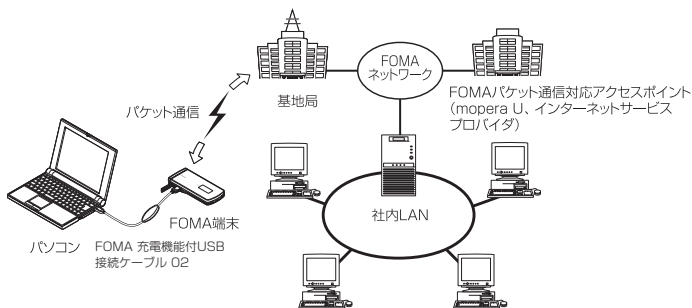 FOMA
ネットワーク
基地局
FOMAパケット通信対応アクセスポイント
(mopera U、インターネットサービス
プロバイダ)
パケット通信
FOMA端末
社内LAN
パソコン
FOMA 充電機能付USB
接続ケーブル 02